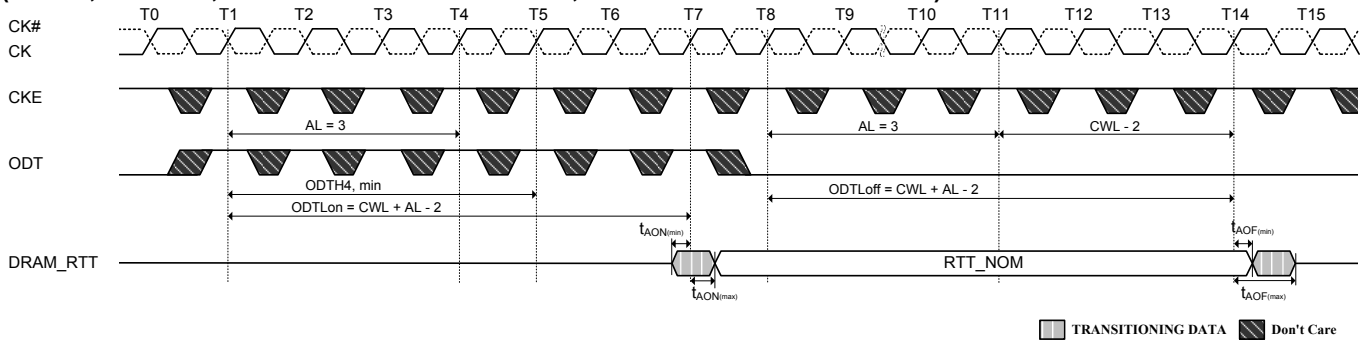 T0 T1 T2 T3 T4 T5 T6 T7 T8 T9 T10 T11 T12 T13 T14 T15
CK#
CK
CKE
AL = 3 AL = 3 CWL - 2
ODT
ODTH4, min ODTLoff = CWL + AL - 2
ODTLon = CWL + AL - 2
tAON(min) tAOF(min)
DRAM_RTT RTT_NOM
tAON(max) tAOF(max)
TRANSITIONING DATA Don't Care